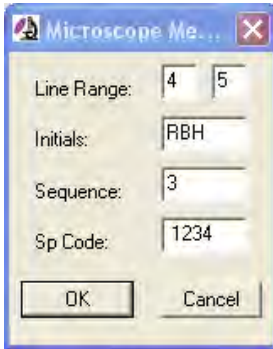 Microscope Me...
Line Range: 4 5
Initials: RBH
Sequence: 3
Sp Code: 1234
OK Cancel